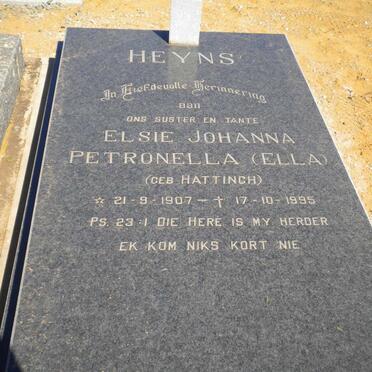 HEYNS
In Liefdevolle Herinnering
aan
ONS SUSTER EN TANTE
ELSIE JOHANNA
PETRONELLA (ELLA)
(GEB HATTINGH)
☆ 21-9-1907 — ✝ 17-10-1995
PS. 23:1 DIE HERE IS MY HERDER
EK KOM NIKS KORT NIE